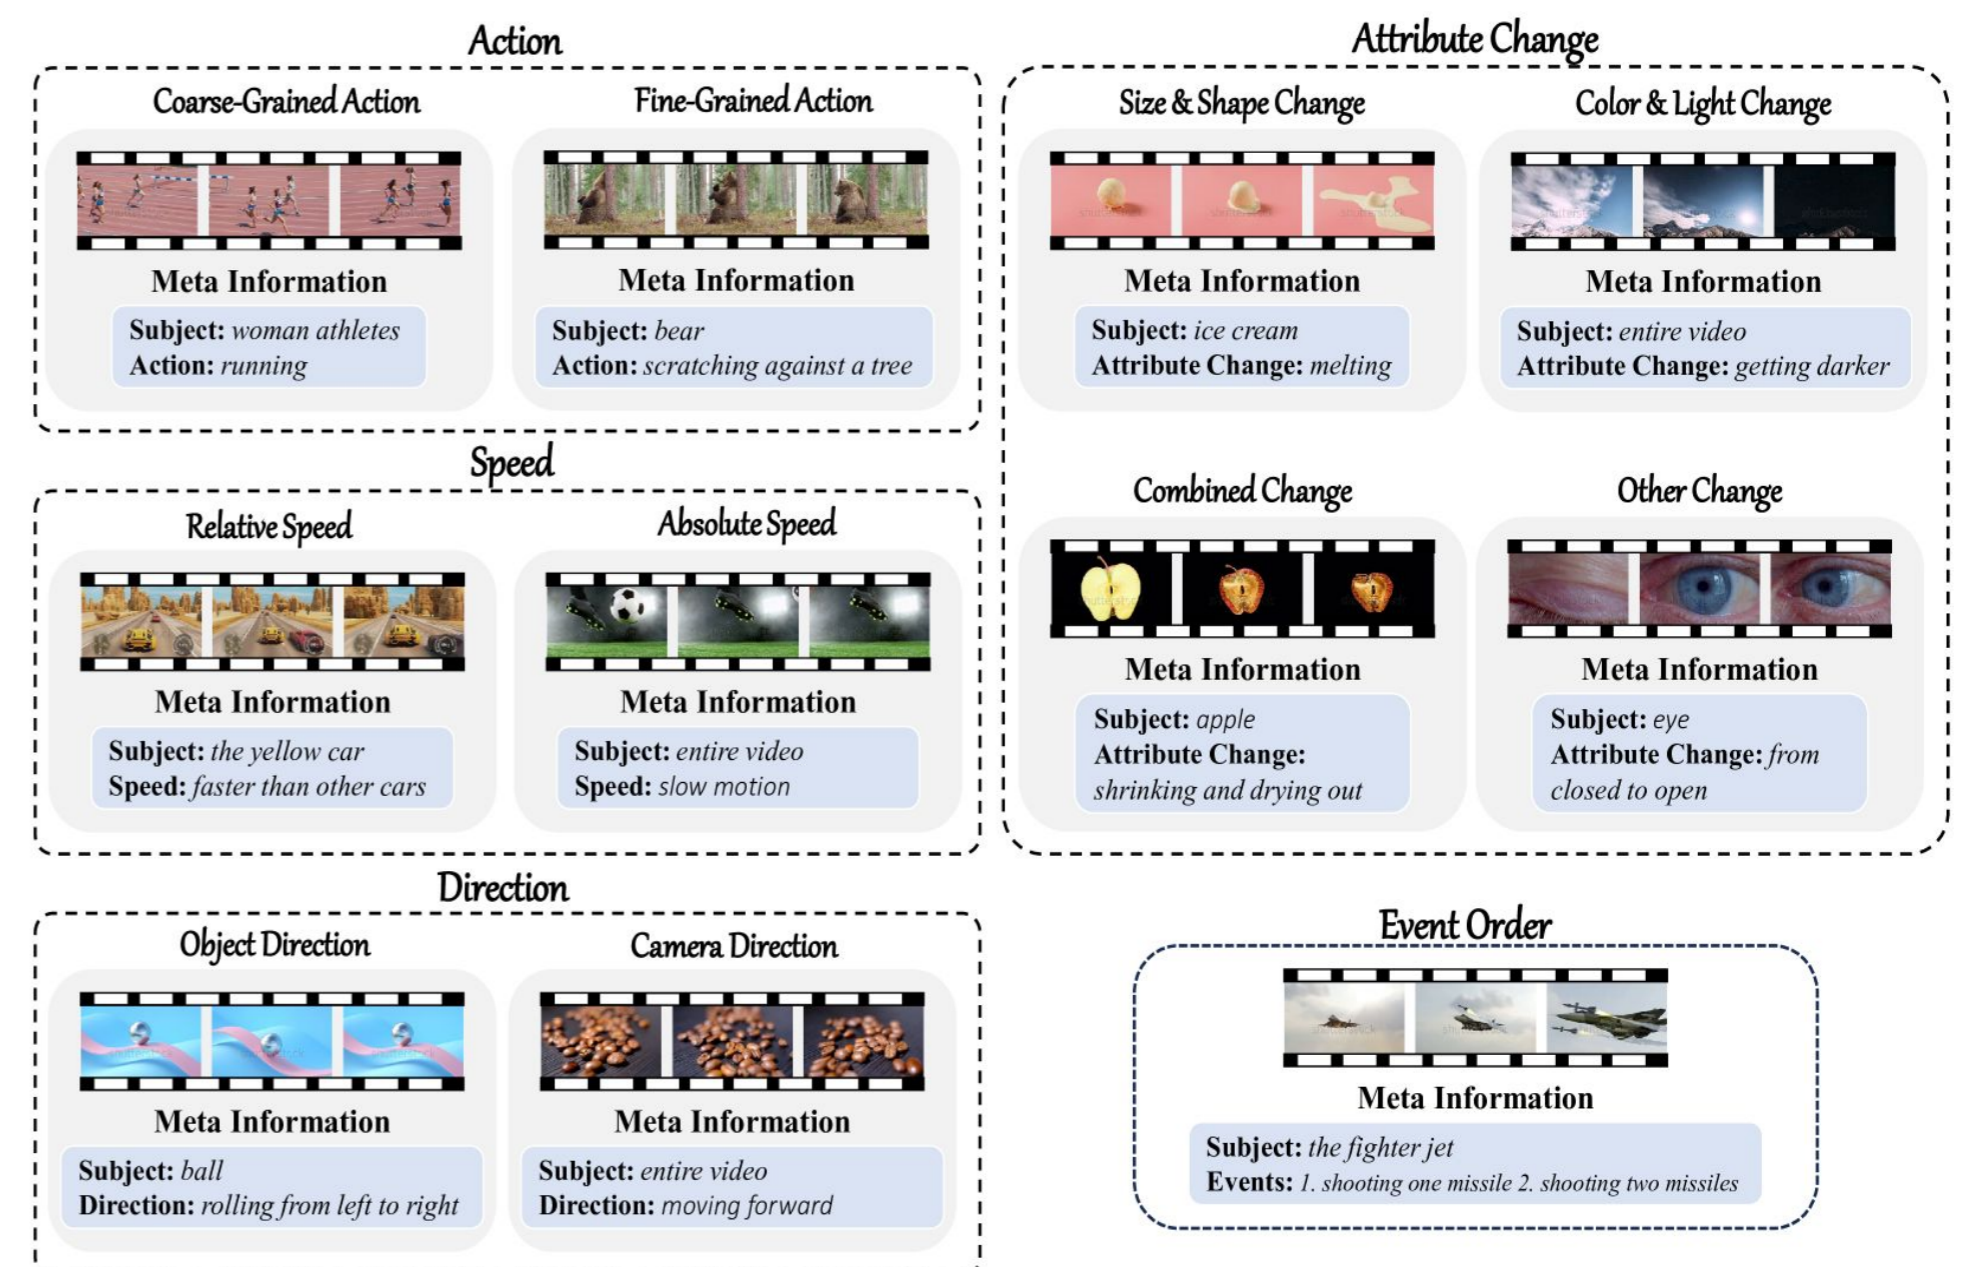 Action
Coarse-Grained Action
Fine-Grained Action
Meta Information
Subject: woman athletes
Action: running
Meta Information
Subject: bear
Action: scratching against a tree
Speed
Relative Speed
Absolute Speed
Meta Information
Subject: the yellow car
Speed: faster than other cars
Meta Information
Subject: entire video
Speed: slow motion
Direction
Object Direction
Camera Direction
Meta Information
Subject: ball
Direction: rolling from left to right
Meta Information
Subject: entire video
Direction: moving forward
Attribute Change
Size & Shape Change
Color & Light Change
Meta Information
Subject: ice cream
Attribute Change: melting
Meta Information
Subject: entire video
Attribute Change: getting darker
Combined Change
Other Change
Meta Information
Subject: apple
Attribute Change:
shrinking and drying out
Meta Information
Subject: eye
Attribute Change: from
closed to open
Event Order
Meta Information
Subject: the fighter jet
Events: 1. shooting one missile 2. shooting two missiles